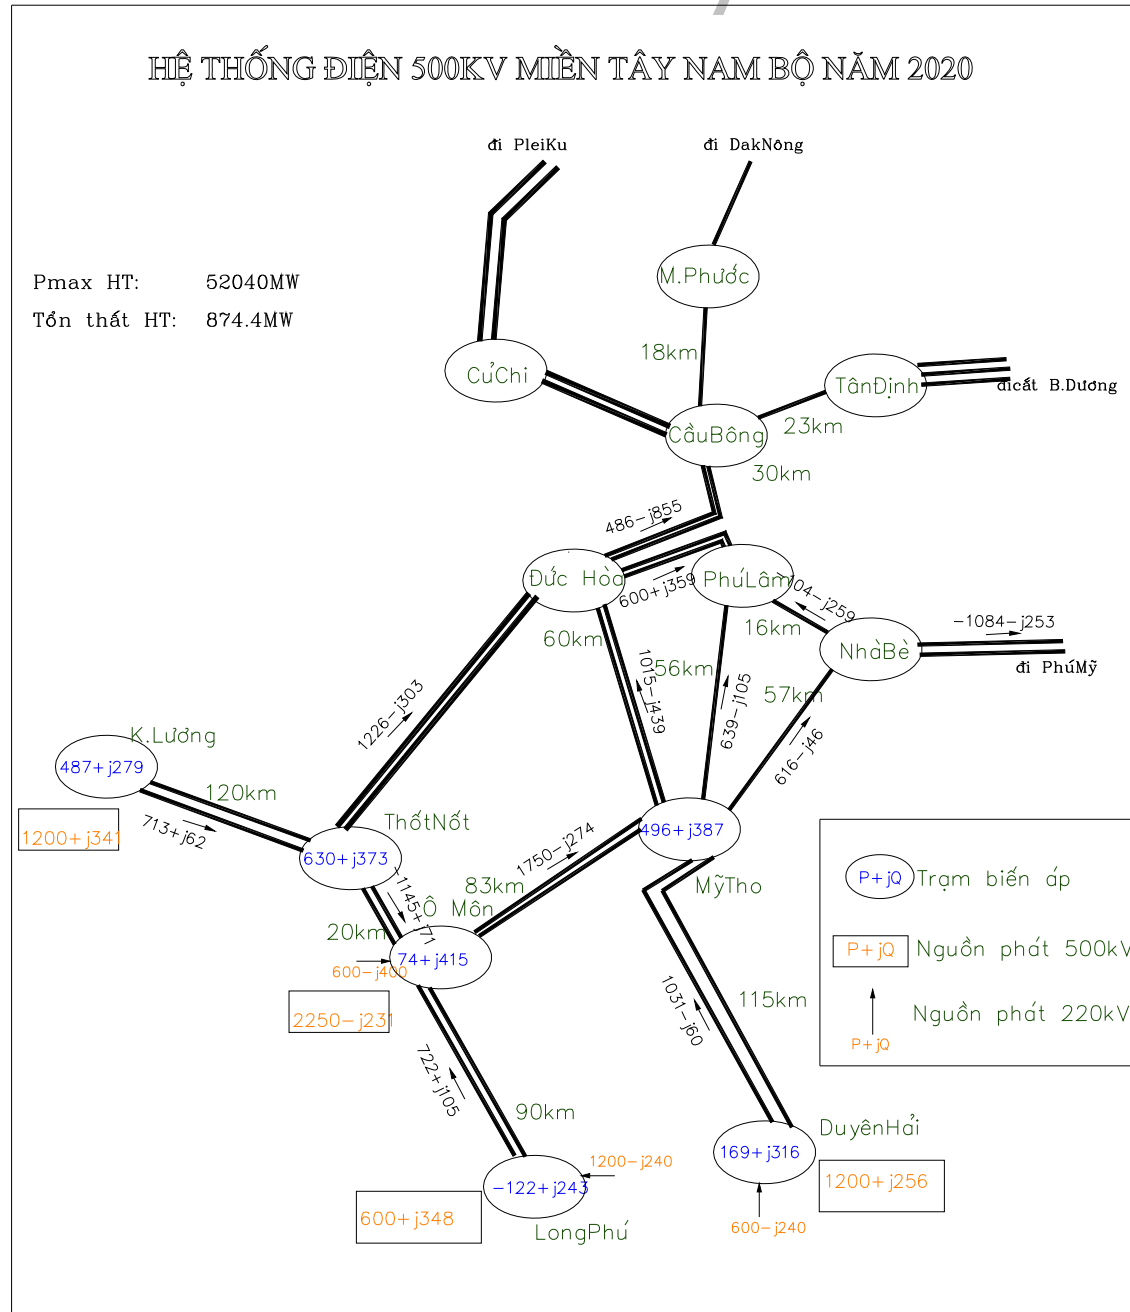 HỆ THỐNG ĐIỆN 500KV MIỀN TÂY NAM BỘ NĂM 2020
đi PleiKu
đi DakNông
Pmax HT: 52040MW
Tổn thất HT: 874.4MW
M.Phước
18km
CủChi
TânĐịnh
đicắt B.Dương
CầuBông
23km
30km
486-j855
Đức Hòa
600+j359
PhúLâm
-104-j259
16km
60km
56km
NhàBè
-1084-j253
đi PhúMỹ
1015-j439
639-j105
57km
616-j46
1226-j303
K.Lương
487+j279
120km
713+j62
1200+j341
ThốtNốt
630+j373
1750-j274
496+j387
MỹTho
83km
-1145+j71
Ô Môn
20km
74+j415
600-j400
2250-j231
1031-j60
115km
P+jQ Trạm biến áp
P+jQ Nguồn phát 500kV
Nguồn phát 220kV
P+jQ
722+j105
90km
DuyênHải
169+j316
1200+j256
600-j240
1200-j240
-122+j243
600+j348
LongPhú